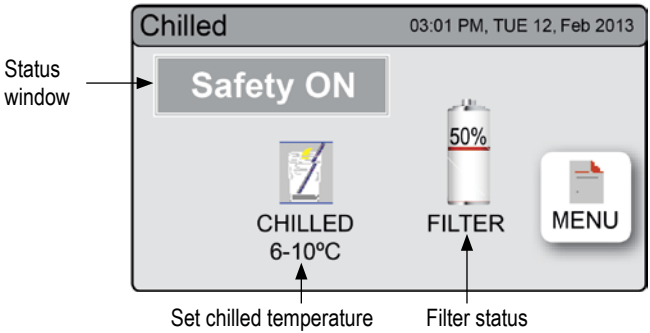 Chilled
03:01 PM, TUE 12, Feb 2013
Status
window
Safety ON
50%
CHILLED
6-10ºC
FILTER
MENU
Set chilled temperature
Filter status